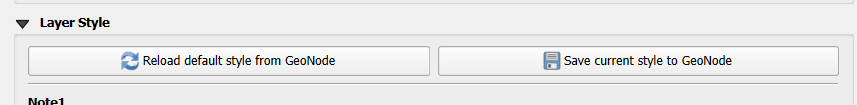 Layer Style
Reload default style from GeoNode
Save current style to GeoNode
Note1